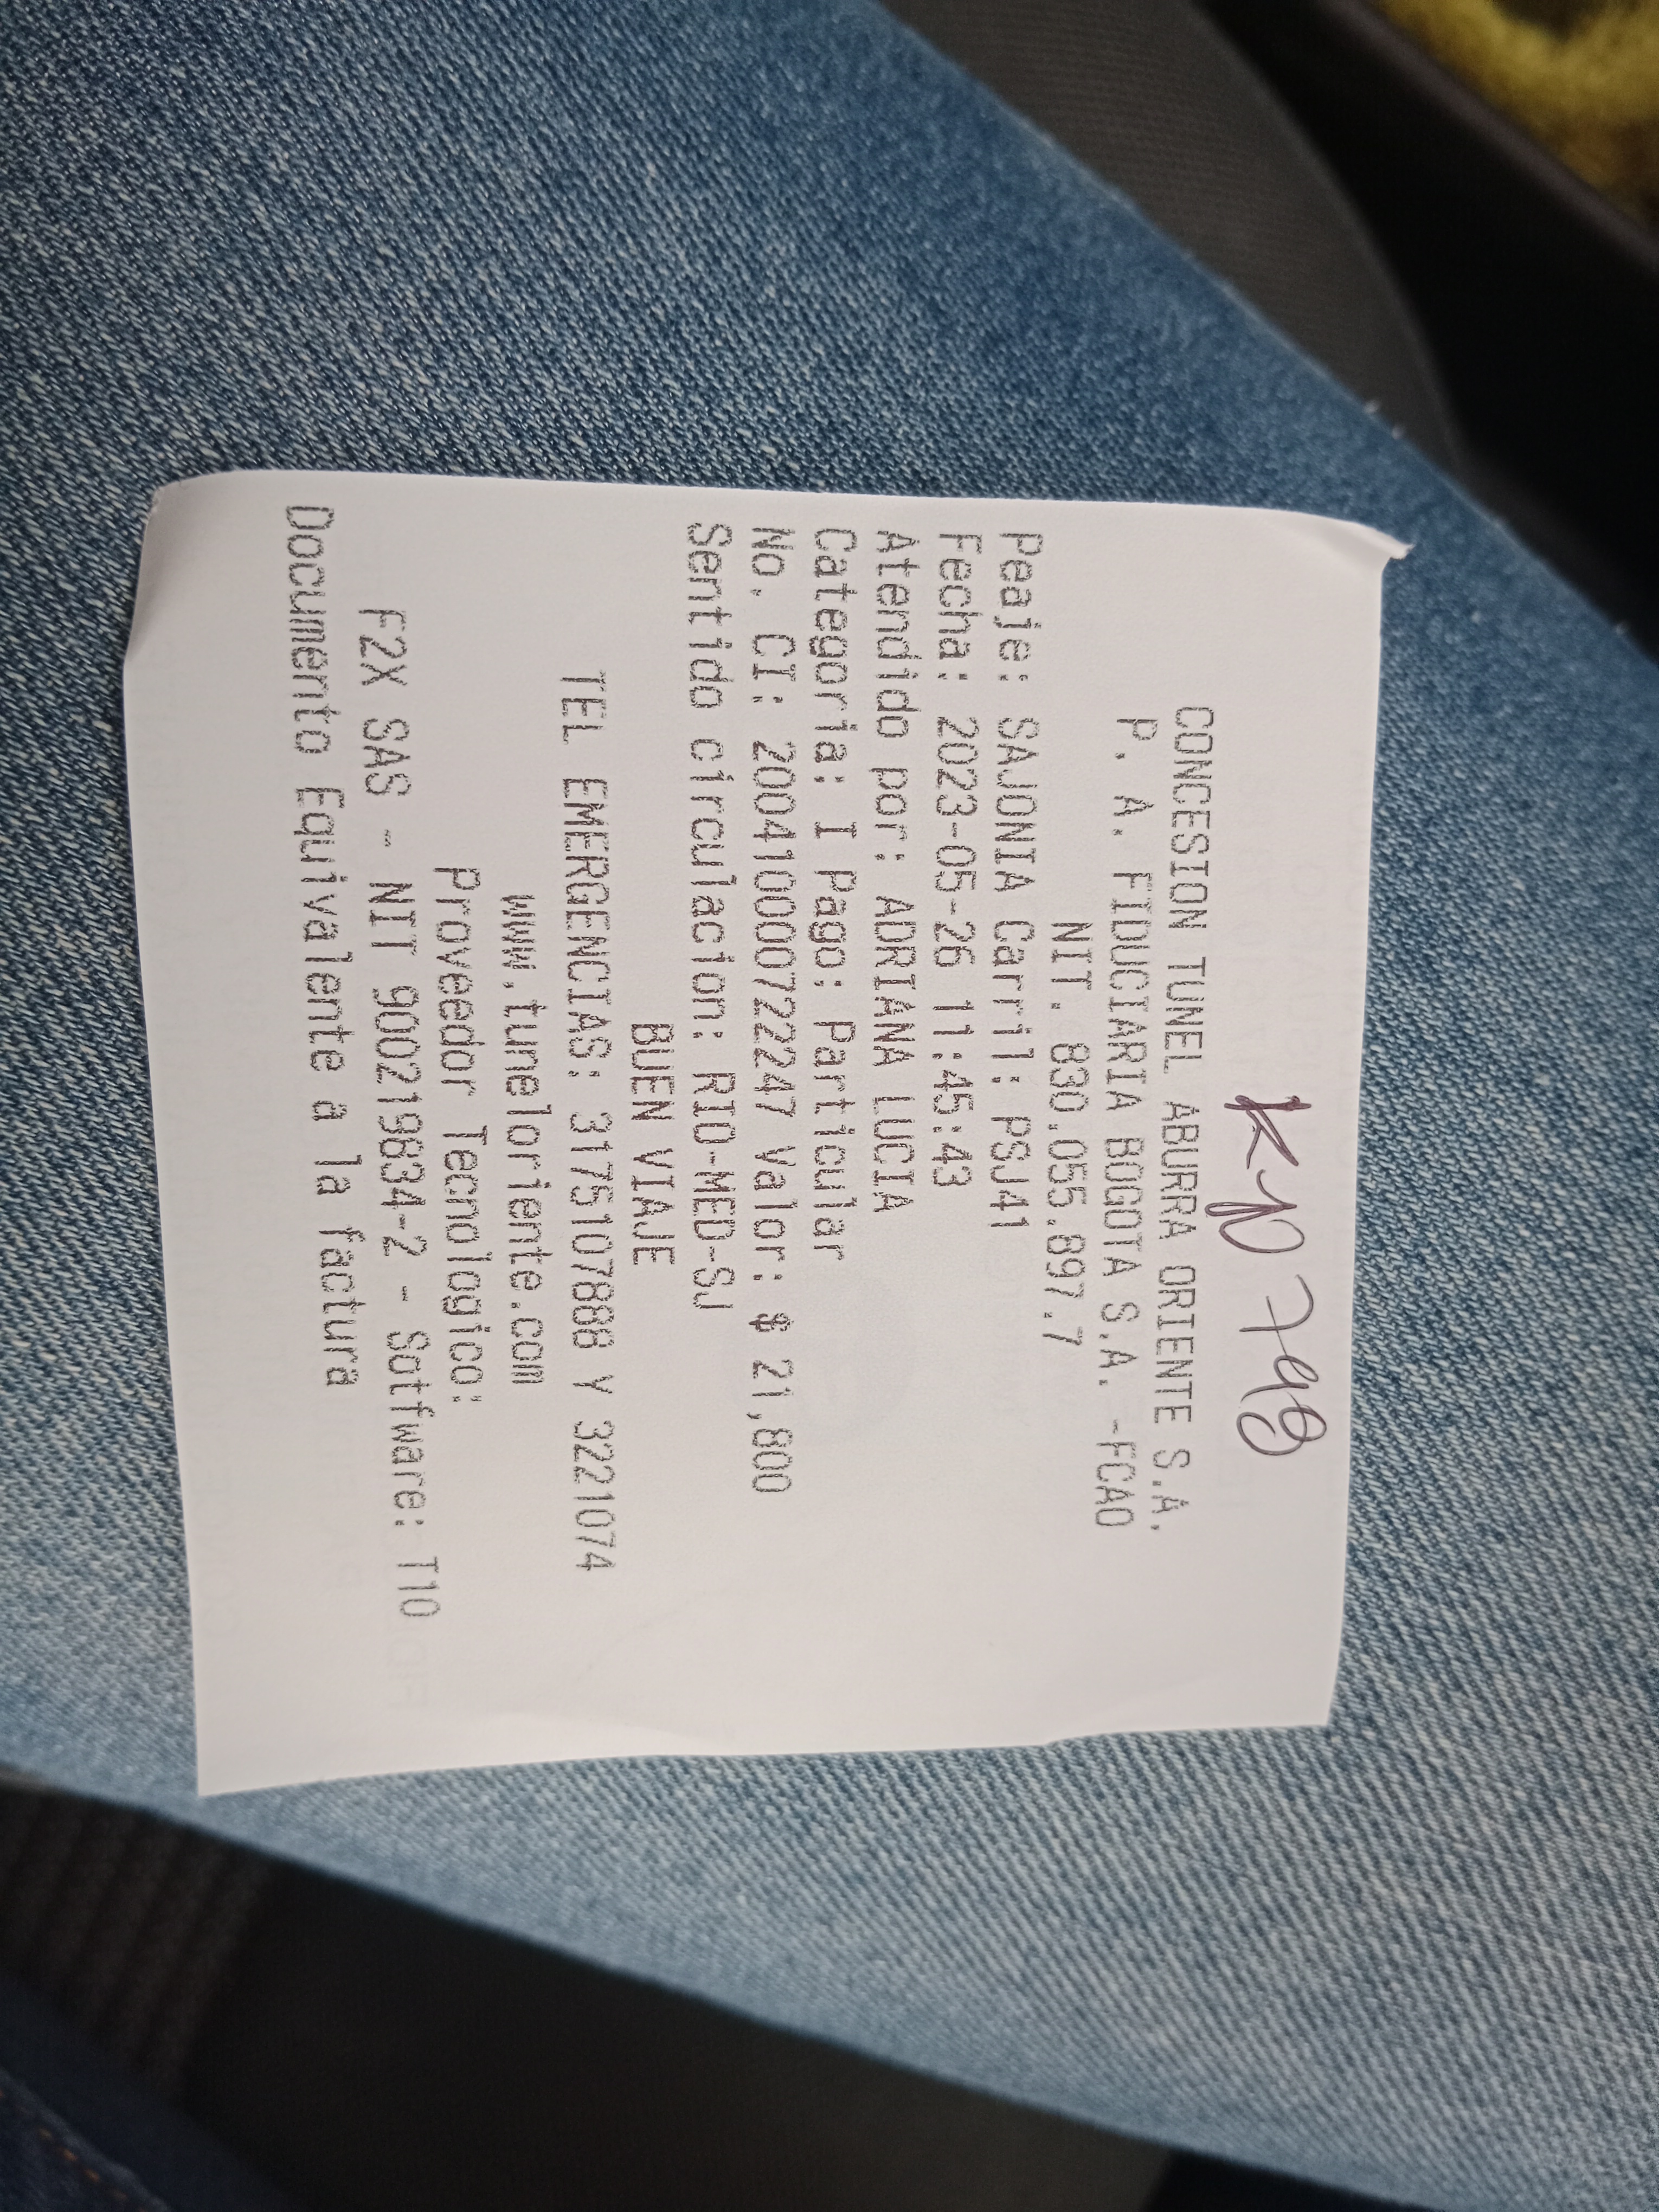 CONCESION TUNEL ABURRA ORIENTE S.A.
P. A. FIDUCIARIA BOGOTA S.A. -FCAO
NIT. 830.055.897.7
Peaje: SAJONIA Carril: PSJ41
Fecha: 2023-05-26 11:45:43
Atendido por: ADRIANA LUCIA
Categoria: I Pago: Particular
No. CI: 200410000722247 Valor: $ 21,800
Sentido circulacion: RIO-MED-SJ
BUEN VIAJE
TEL EMERGENCIAS: 3175107888 Y 3221074
www.tuneloriente.com
Proveedor Tecnologico:
F2X SAS - NIT 900219834-2 - Sotfware: T10
Documento Equivalente a la factura